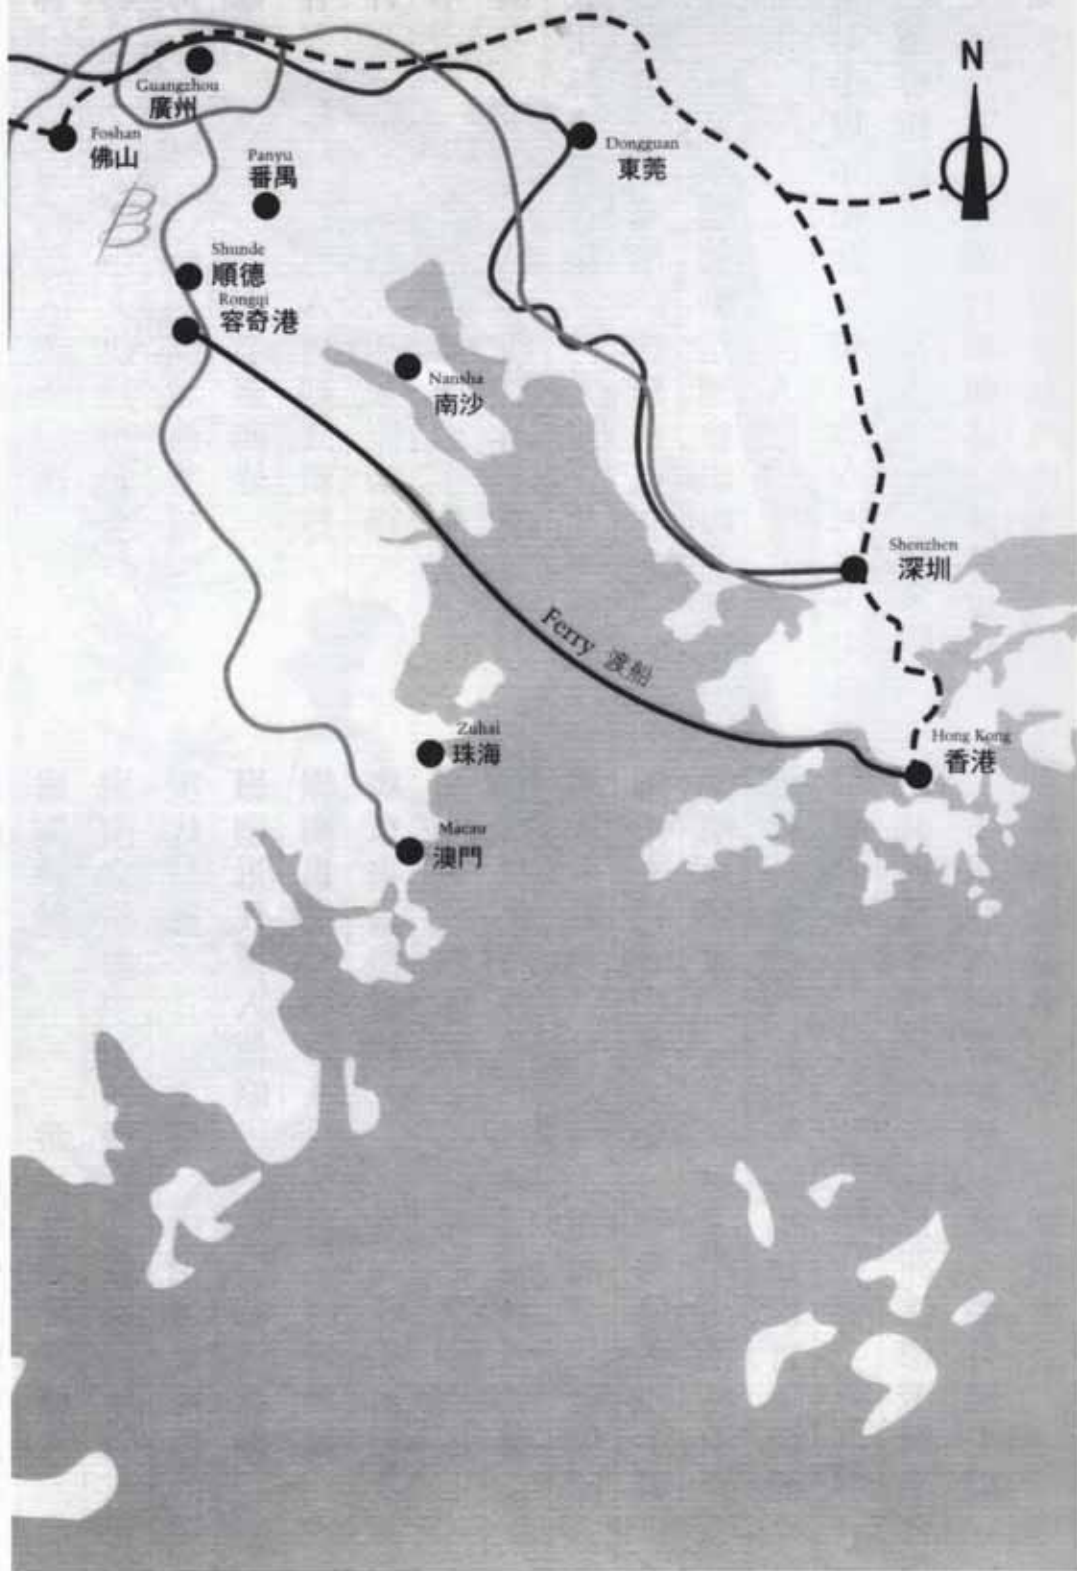 N
Guangzhou
廣州
Foshan
佛山
Dongguan
東莞
Panyu
番禺
Shunde
順德
Rongqi
容奇港
Nansha
南沙
Shenzhen
深圳
Ferry 渡船
Zuhai
珠海
Hong Kong
香港
Macau
澳門